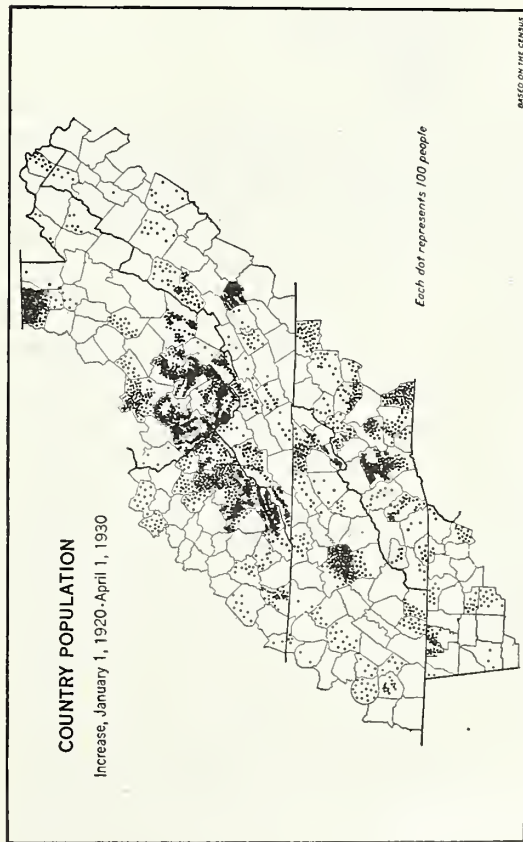 COUNTRY POPULATION
Increase, January 1, 1920-April 1, 1930
Each dot represents 100 people
BASED ON THE CENSUS